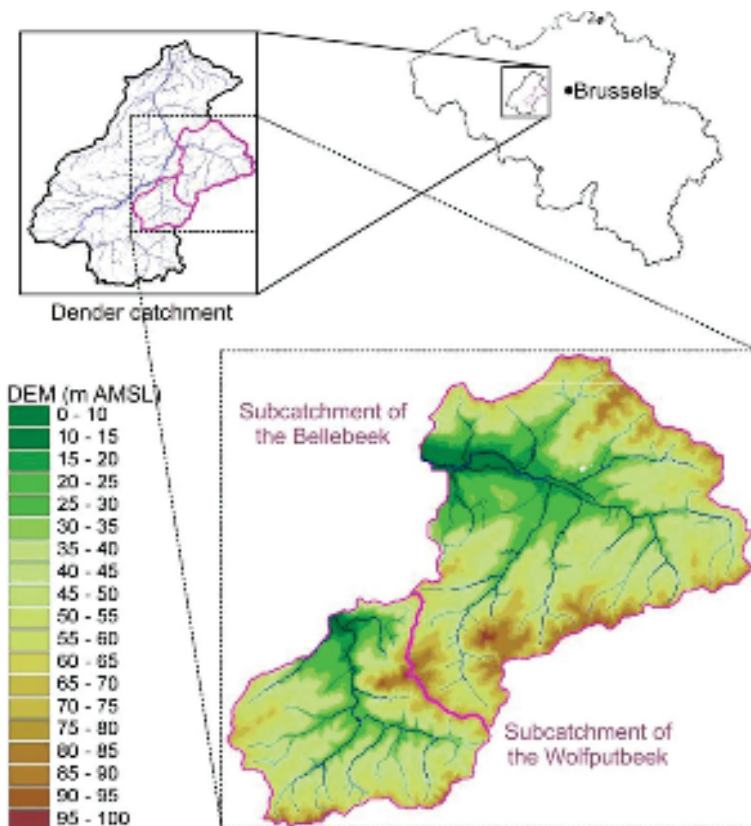 Brussels
Dender catchment
DEM (m AMSL)
0 - 10
10 - 15
15 - 20
20 - 25
25 - 30
30 - 35
35 - 40
40 - 45
45 - 50
50 - 55
55 - 60
60 - 65
65 - 70
70 - 75
75 - 80
80 - 85
85 - 90
90 - 95
95 - 100
Subcatchment of
the Bellebeek
Subcatchment of
the Wolfputbeek